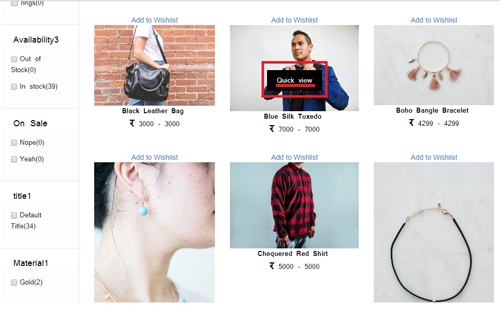 rings(0)
Availability3
Out of
Stock(0)
In stock(39)
On Sale
Nope(0)
Yeah(0)
title1
Default
Title(34)
Material1
Gold(2)
Add to Wishlist
Add to Wishlist
Add to Wishlist
Quick view
Black Leather Bag
₹ 3000 - 3000
Blue Silk Tuxedo
₹ 7000 - 7000
Boho Bangle Bracelet
₹ 4299 - 4299
Add to Wishlist
Add to Wishlist
Add to Wishlist
Chequered Red Shirt
₹ 5000 - 5000